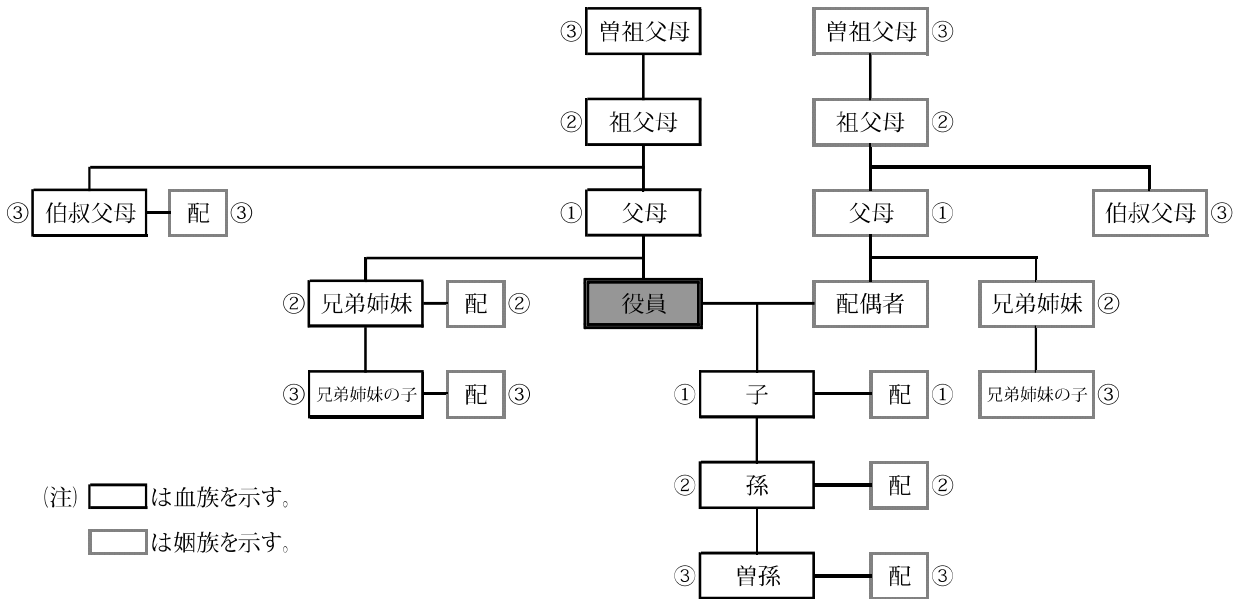 ③ 曽祖父母 曽祖父母 ③
② 祖父母 祖父母 ②
③ 伯叔父母 配 ③ ① 父母 父母 ① 伯叔父母 ③
② 兄弟姉妹 配 ② 役員 配偶者 兄弟姉妹 ②
③ 兄弟姉妹の子 配 ③ ① 子 配 ① 兄弟姉妹の子 ③
② 孫 配 ②
(注) は血族を示す。
は姻族を示す。
③ 曽孫 配 ③